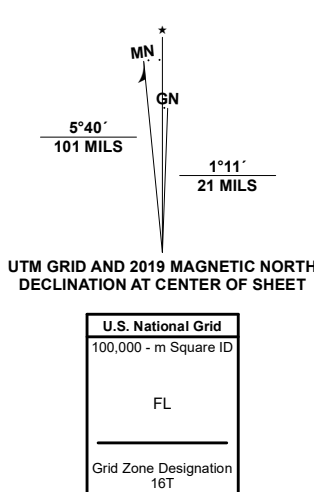 ★
MN
GN
5°40´
101 MILS
1°11´
21 MILS
UTM GRID AND 2019 MAGNETIC NORTH
DECLINATION AT CENTER OF SHEET
U.S. National Grid
100,000 - m Square ID
FL
Grid Zone Designation
16T